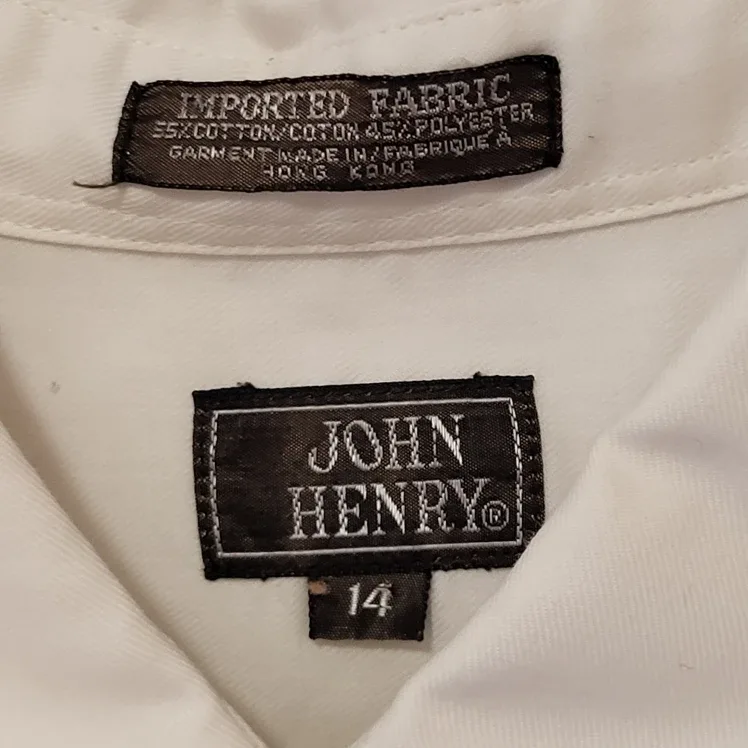 IMPORTED FABRIC
55%COTTON/COTON 45%POLYESTER
GARMENT MADE IN/FABRIQUE A
HONG KONG
JOHN
HENRY®
14